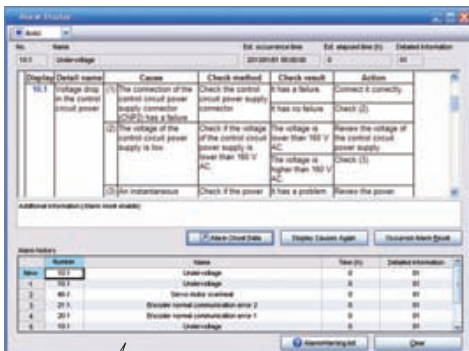 Alarm Display
Axis1
No. Name Est. occurrence time Est. elapsed time (h) Detailed Information
10.1 Undervoltage 0 01
Display Detail name Cause Check method Check result Action
10.1 Voltage drop in the control circuit power
(1) The connection of the control circuit power supply connector (CNP2) has a failure
Check the control circuit power supply connector.
It has a failure. Connect it correctly.
It has no failure Check (2).
(2) The voltage of the control circuit power supply is low
Check if the voltage of the control circuit power supply is lower than 160 V AC.
The voltage is lower than 160 V AC. Review the voltage of the control circuit power supply
The voltage is higher than 160 V AC. Check (3)
(3) An instantaneous Check if the power It has a problem. Review the power
Additional information (Alarm reset enable)
Alarm Onset Data Display Causes Again Occurred Alarm Reset
Alarm history
Number Name Time (h) Detailed Information
New 10.1 Undervoltage 0 01
1 10.1 Undervoltage 0 01
2 46.1 Servo motor overheat 0 01
3 21.1 Encoder normal communication error 2 0 01
4 20.1 Encoder normal communication error 1 0 01
5 10.1 Undervoltage 0 01
Alarm/Warning list Clear